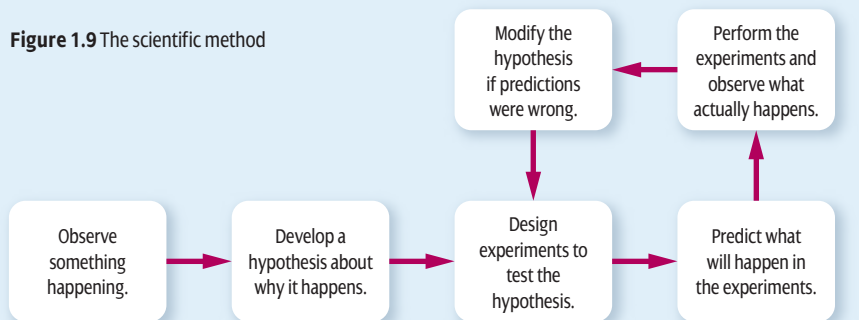 Figure 1.9 The scientific method
Modify the
hypothesis
if predictions
were wrong.
Perform the
experiments and
observe what
actually happens.
Observe
something
happening.
Develop a
hypothesis about
why it happens.
Design
experiments to
test the
hypothesis.
Predict what
will happen in
the experiments.